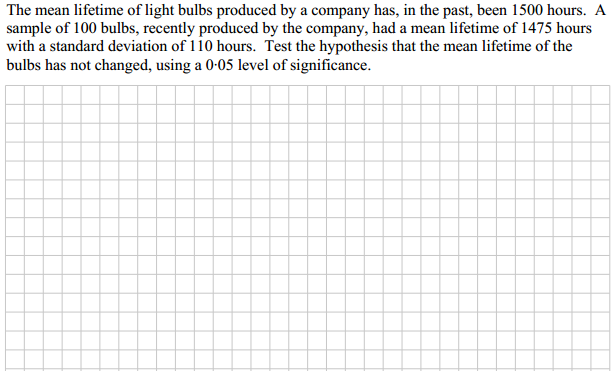 The mean lifetime of light bulbs produced by a company has, in the past, been 1500 hours. A
sample of 100 bulbs, recently produced by the company, had a mean lifetime of 1475 hours
with a standard deviation of 110 hours. Test the hypothesis that the mean lifetime of the
bulbs has not changed, using a 0·05 level of significance.